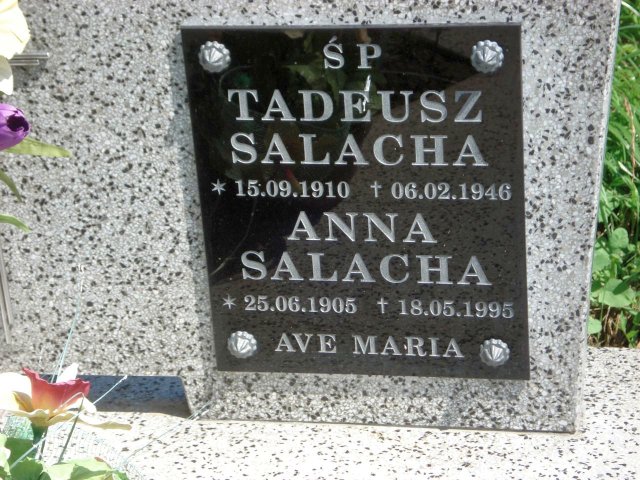 ŚP
TADEUSZ
SALACHA
* 15.09.1910 † 06.02.1946
ANNA
SALACHA
* 25.06.1905 † 18.05.1995
AVE MARIA